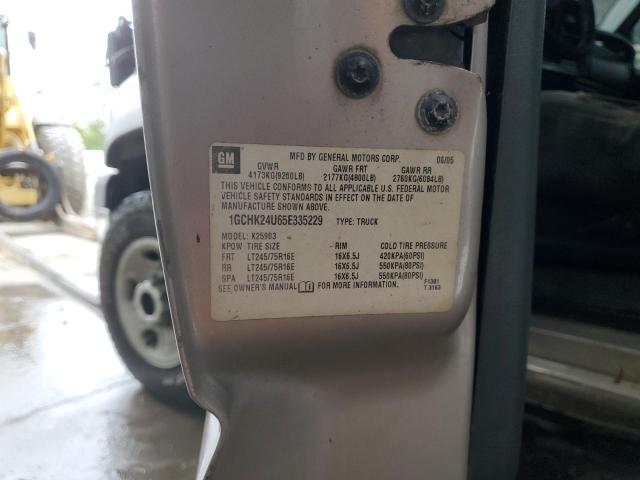 GM MFD BY GENERAL MOTORS CORP. 06/05
GVWR GAWR FRT GAWR RR
4173KG(9200LB) 2177KG(4800LB) 2760KG(6084LB)
THIS VEHICLE CONFORMS TO ALL APPLICABLE U.S. FEDERAL MOTOR
VEHICLE SAFETY STANDARDS IN EFFECT ON THE DATE OF
MANUFACTURE SHOWN ABOVE.
1GCHK24U65E335229 TYPE: TRUCK
MODEL: K25903
KPOW TIRE SIZE RIM COLD TIRE PRESSURE
FRT LT245/75R16E 16X6.5J 420KPA(60PSI)
RR LT245/75R16E 16X6.5J 550KPA(80PSI)
SPA LT245/75R16E 16X6.5J 550KPA(80PSI)
SEE OWNER'S MANUAL FOR MORE INFORMATION. F1301
T 3163